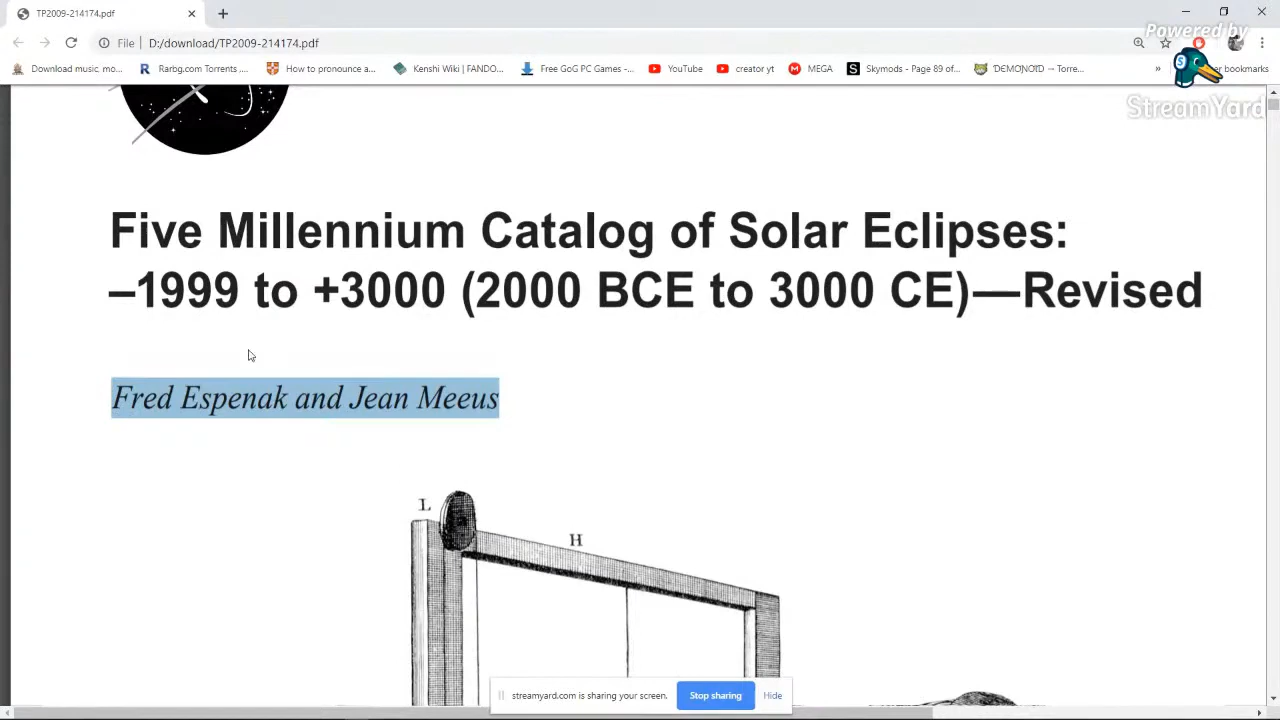 TP2009-214174.pdf
File | D:/download/TP2009-214174.pdf
Powered by
Download music, mo...
Rarbg.com Torrents ,...
How to pronounce a...
Kenshi Wiki | FAND...
Free GoG PC Games -...
YouTube
creator yt
MEGA
Skymods - Page 89 of...
» 
bookmarks
StreamYard
Five Millennium Catalog of Solar Eclipses:
–1999 to +3000 (2000 BCE to 3000 CE)—Revised
Fred Espenak and Jean Meeus
L
H
streamyard.com is sharing your screen.
Stop sharing
Hide